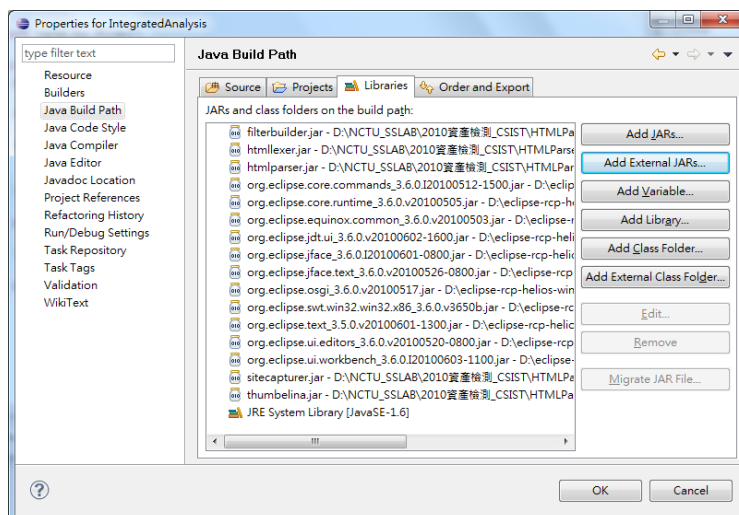 Properties for IntegratedAnalysis
type filter text
Resource
Builders
Java Build Path
Java Code Style
Java Compiler
Java Editor
Javadoc Location
Project References
Refactoring History
Run/Debug Settings
Task Repository
Task Tags
Validation
WikiText
Java Build Path
Source Projects Libraries Order and Export
JARs and class folders on the build path:
filterbuilder.jar - D:\NCTU_SSLAB\2010資產檢測_CSIST\HTMLPa
htmllexer.jar - D:\NCTU_SSLAB\2010資產檢測_CSIST\HTMLParse
htmlparser.jar - D:\NCTU_SSLAB\2010資產檢測_CSIST\HTMLPar
org.eclipse.core.commands_3.6.0.I20100512-1500.jar - D:\eclip
org.eclipse.core.runtime_3.6.0.v20100505.jar - D:\eclipse-rcp-he
org.eclipse.equinox.common_3.6.0.v20100503.jar - D:\eclipse-r
org.eclipse.jdt.ui_3.6.0.v20100602-1600.jar - D:\eclipse-rcp-heli
org.eclipse.jface_3.6.0.I20100601-0800.jar - D:\eclipse-rcp-helio
org.eclipse.jface.text_3.6.0.v20100526-0800.jar - D:\eclipse-rcp
org.eclipse.osgi_3.6.0.v20100517.jar - D:\eclipse-rcp-helios-win
org.eclipse.swt.win32.win32.x86_3.6.0.v3650b.jar - D:\eclipse-rc
org.eclipse.text_3.5.0.v20100601-1300.jar - D:\eclipse-rcp-helic
org.eclipse.ui.editors_3.6.0.v20100520-0800.jar - D:\eclipse-rcp
org.eclipse.ui.workbench_3.6.0.I20100603-1100.jar - D:\eclipse-
sitecapturer.jar - D:\NCTU_SSLAB\2010資產檢測_CSIST\HTMLPa
thumbelina.jar - D:\NCTU_SSLAB\2010資產檢測_CSIST\HTMLPar
JRE System Library [JavaSE-1.6]
Add JARs...
Add External JARs...
Add Variable...
Add Library...
Add Class Folder...
Add External Class Folder...
Edit...
Remove
Migrate JAR File...
OK Cancel